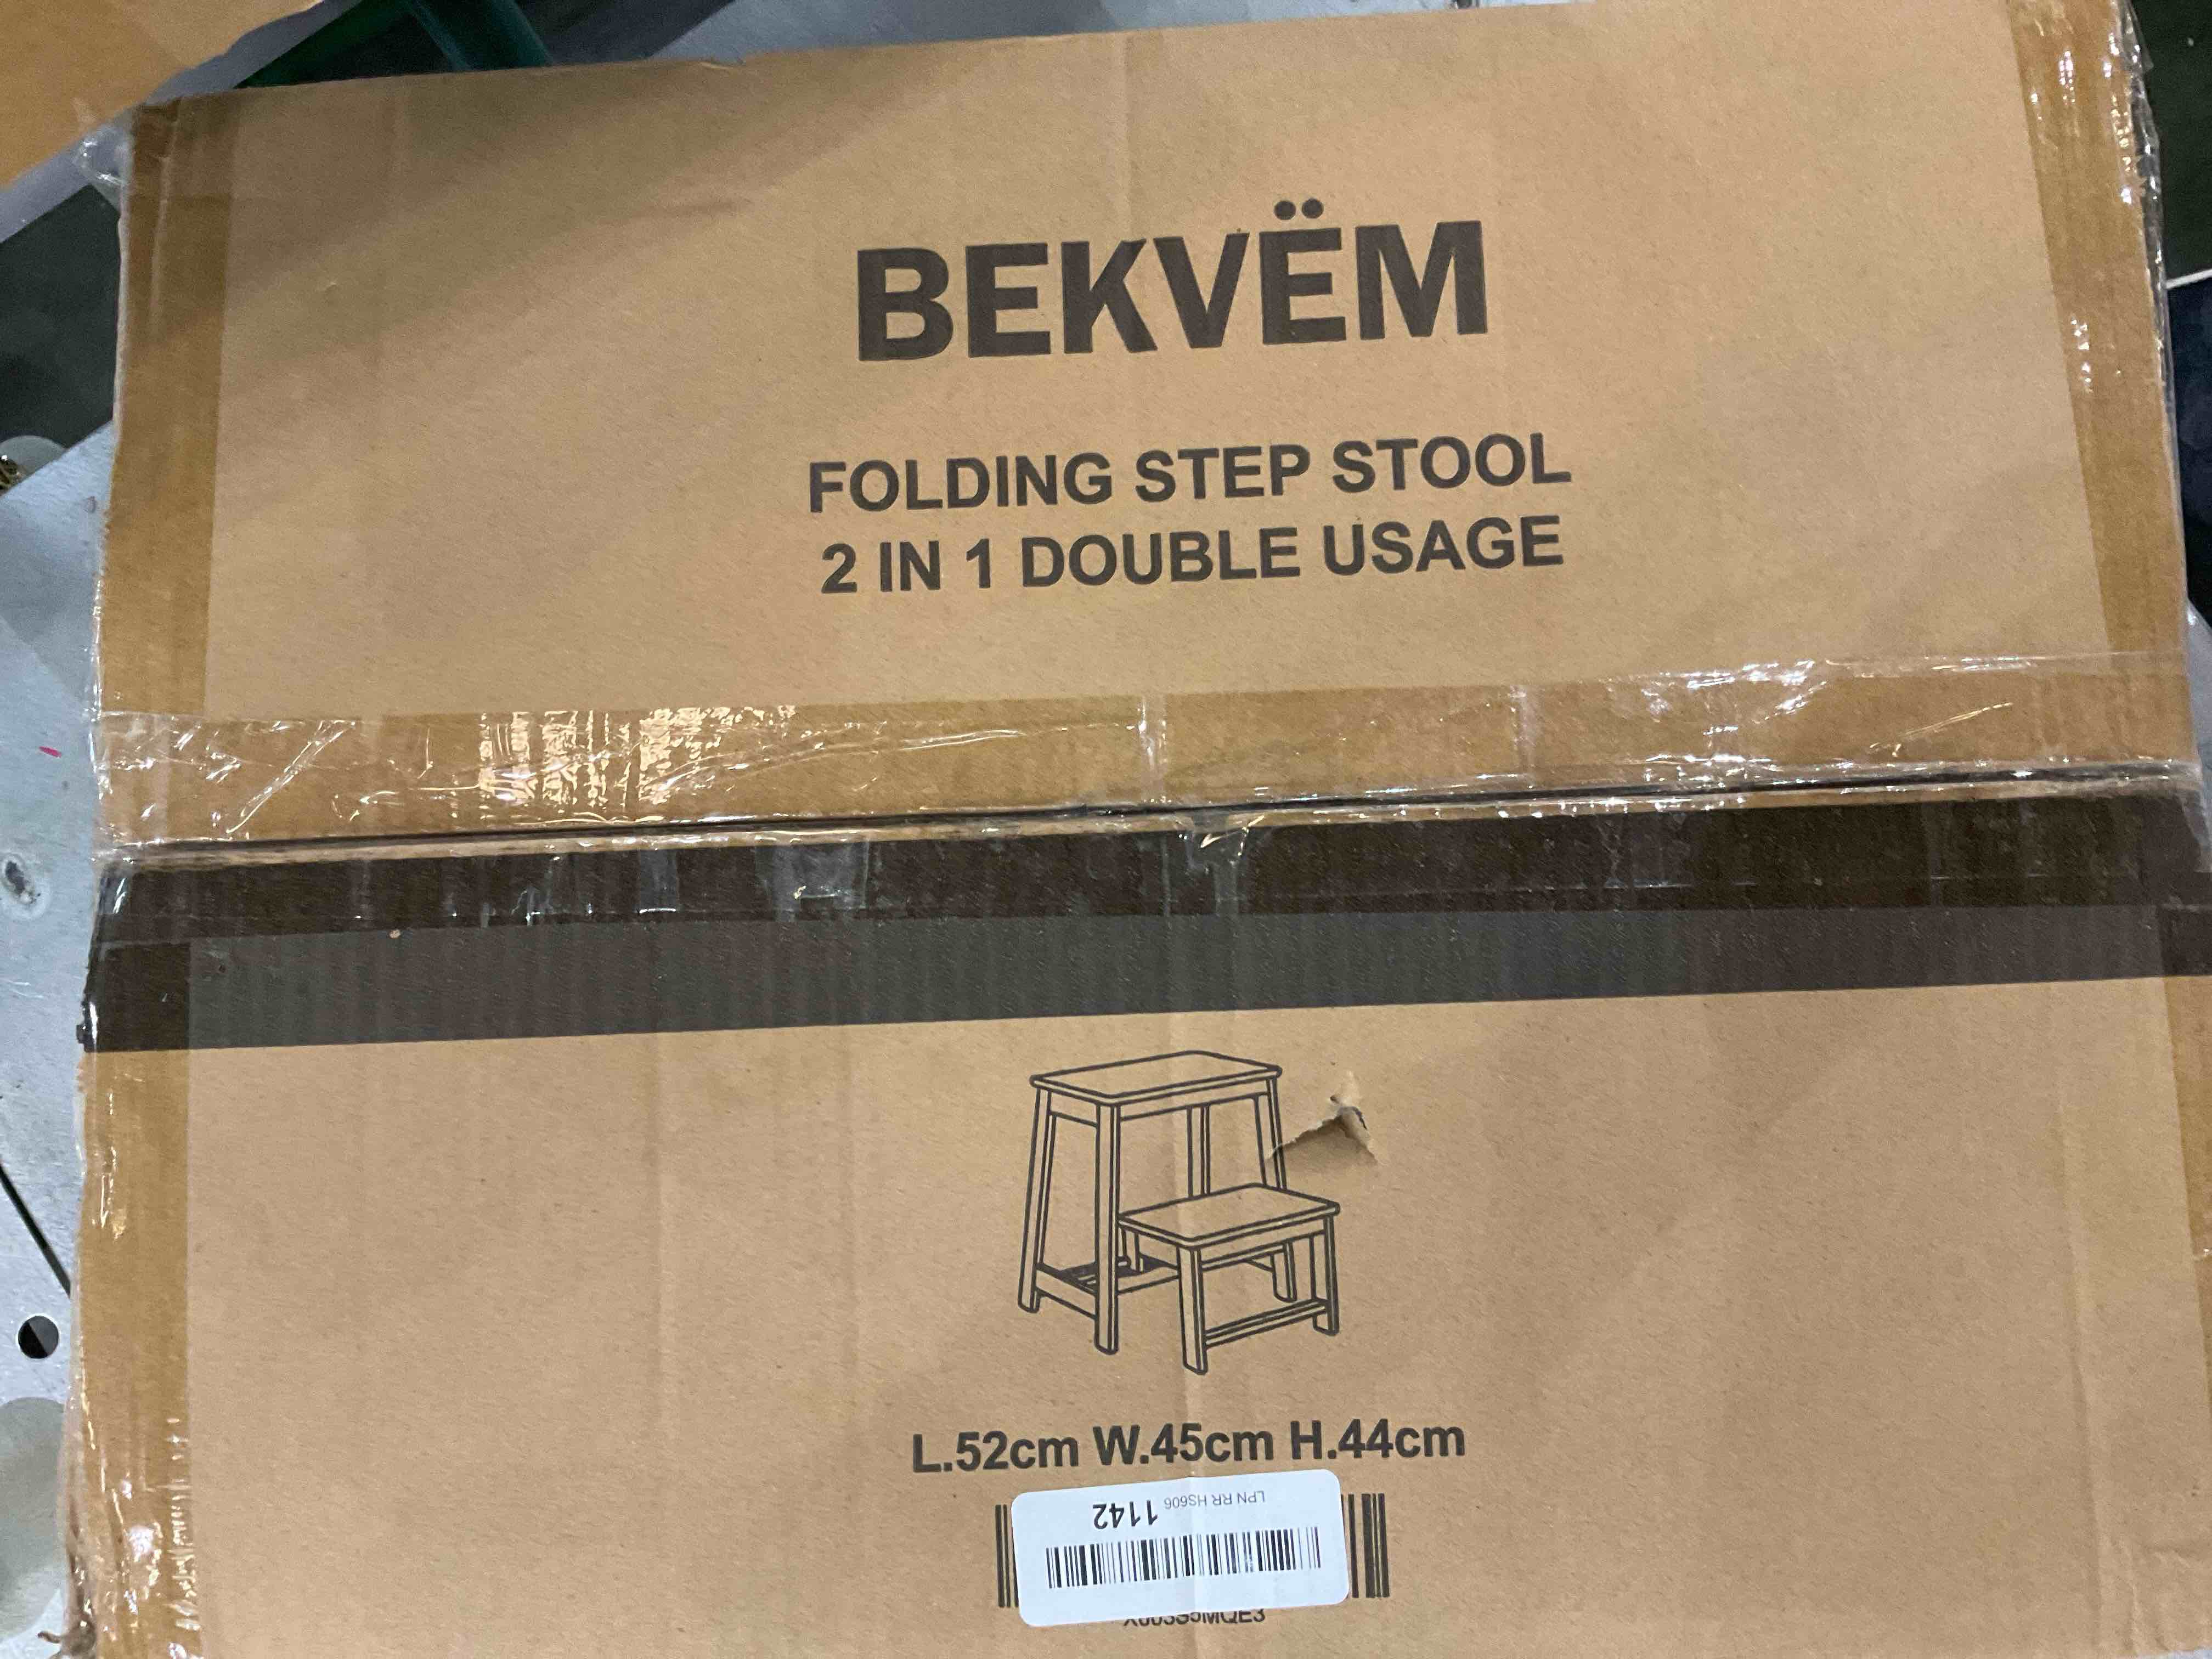 BEKVËM
FOLDING STEP STOOL
2 IN 1 DOUBLE USAGE
L.52cm W.45cm H.44cm
LPN RR HS606 1142